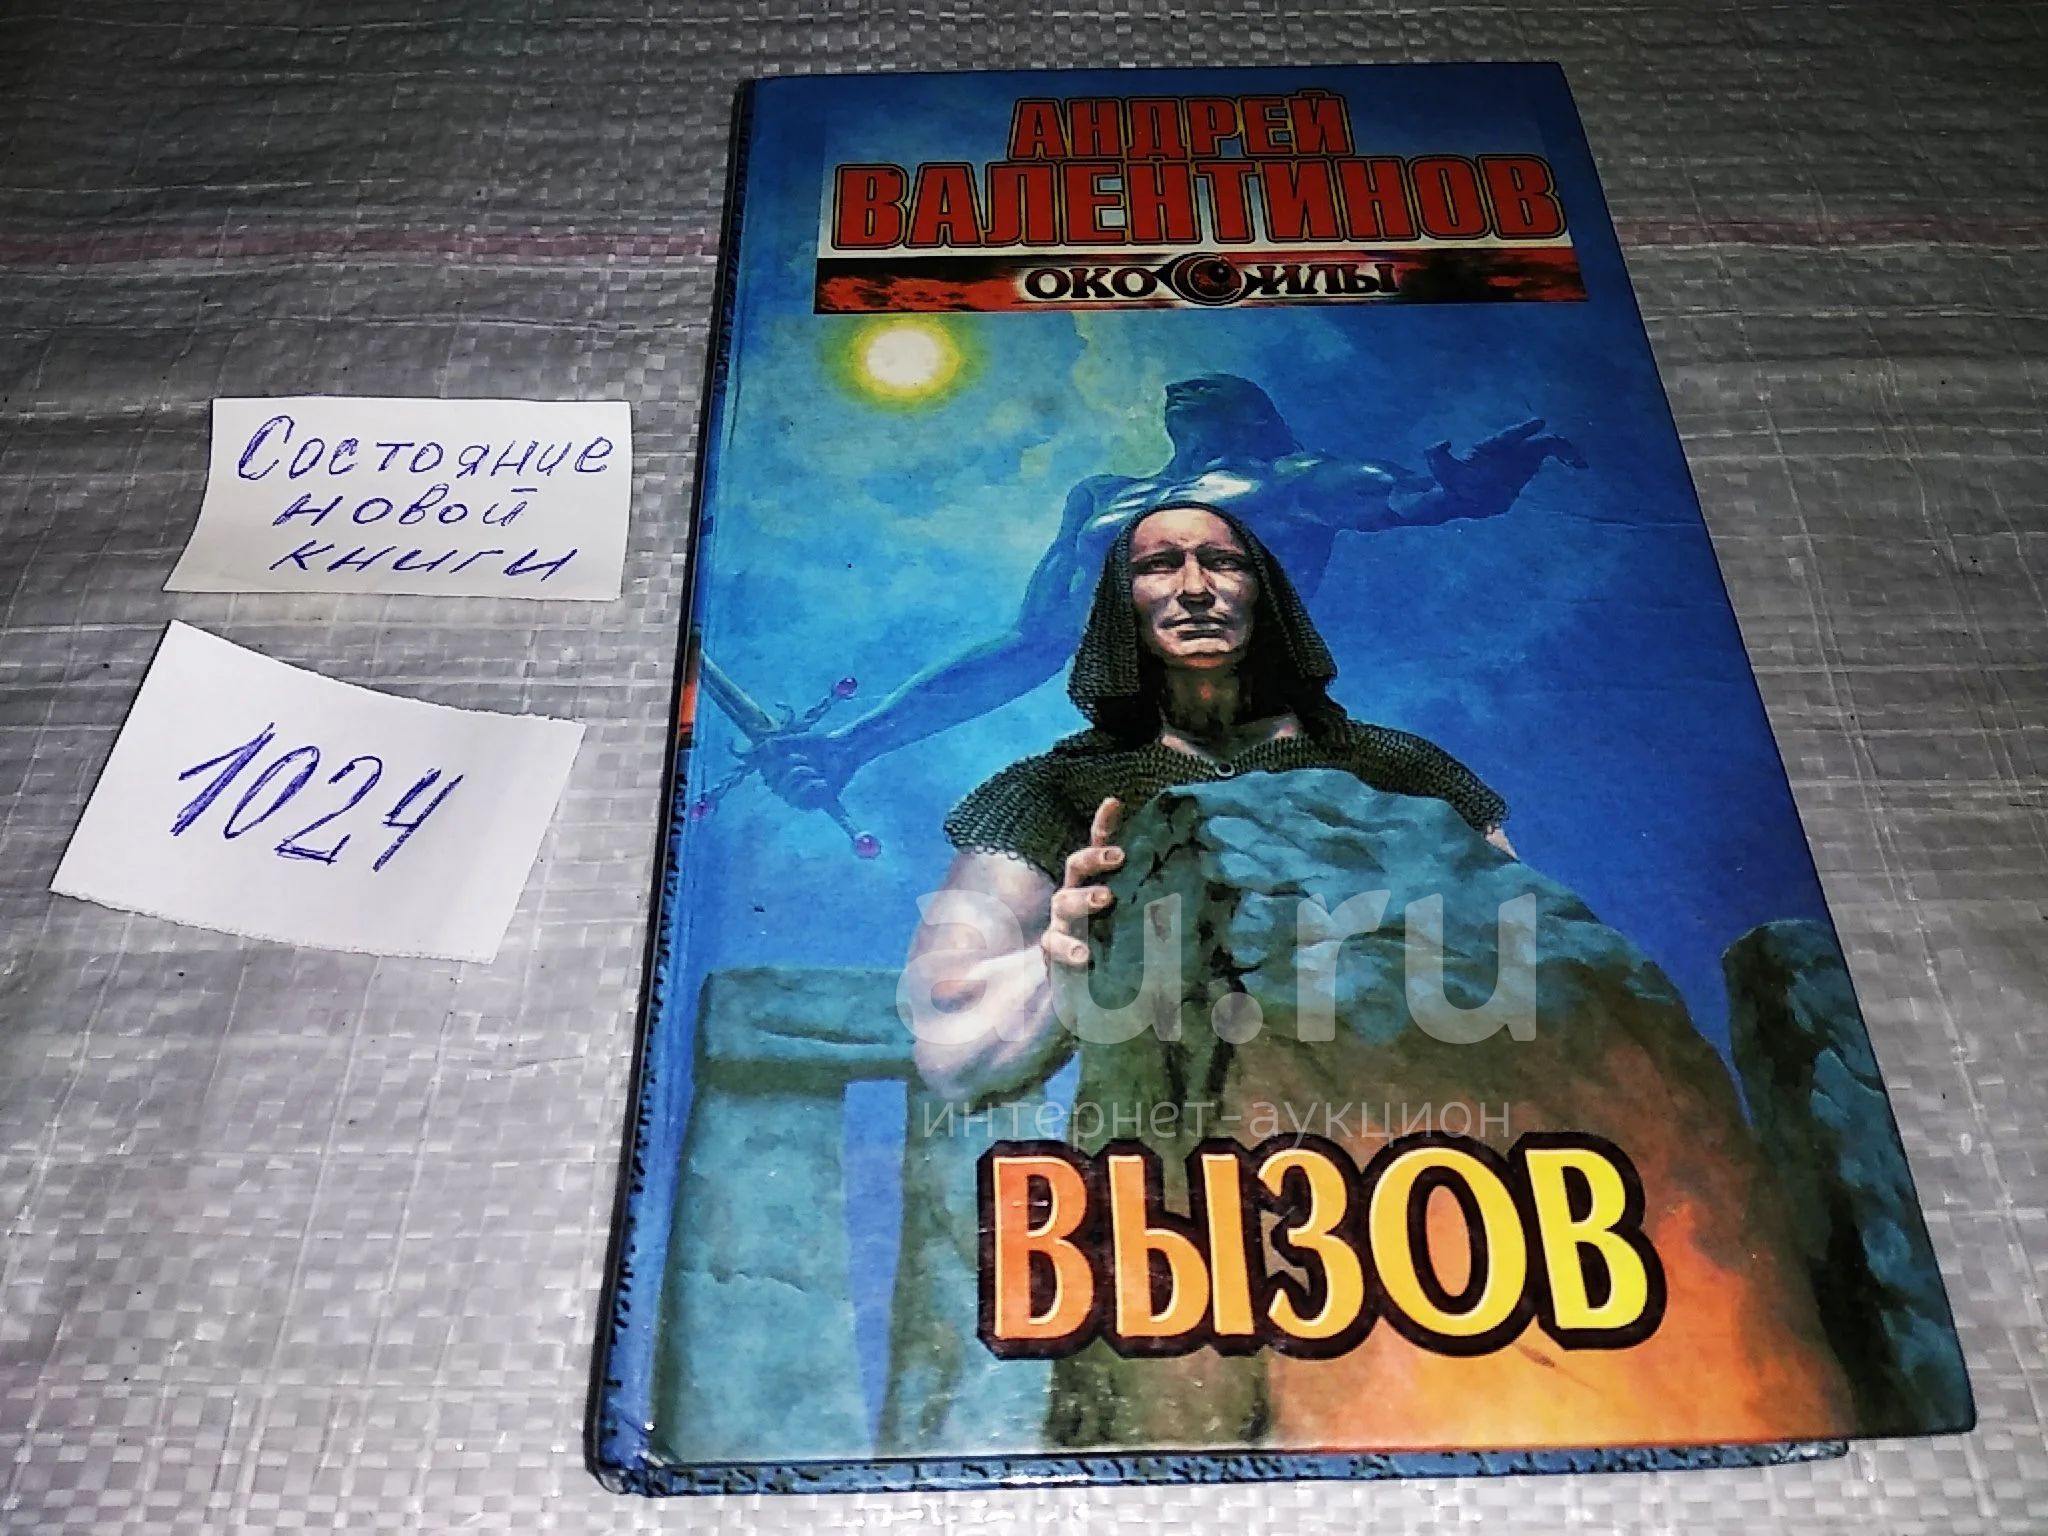 АНДРЕЙ
ВАЛЕНТИНОВ
ОКО СИЛЫ
Состояние
новой
книги
1024
au.ru
интернет-аукцион
ВЫЗОВ